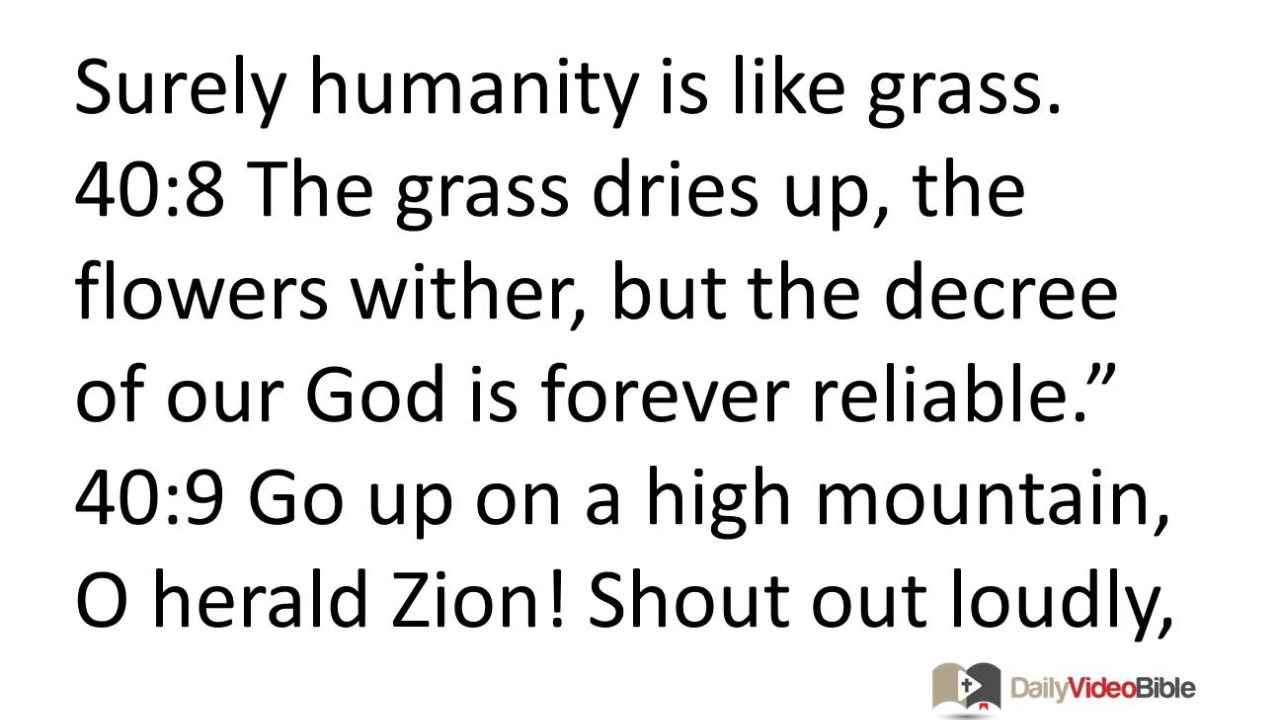 Surely humanity is like grass.
40:8 The grass dries up, the
flowers wither, but the decree
of our God is forever reliable.”
40:9 Go up on a high mountain,
O herald Zion! Shout out loudly,
DailyVideoBible